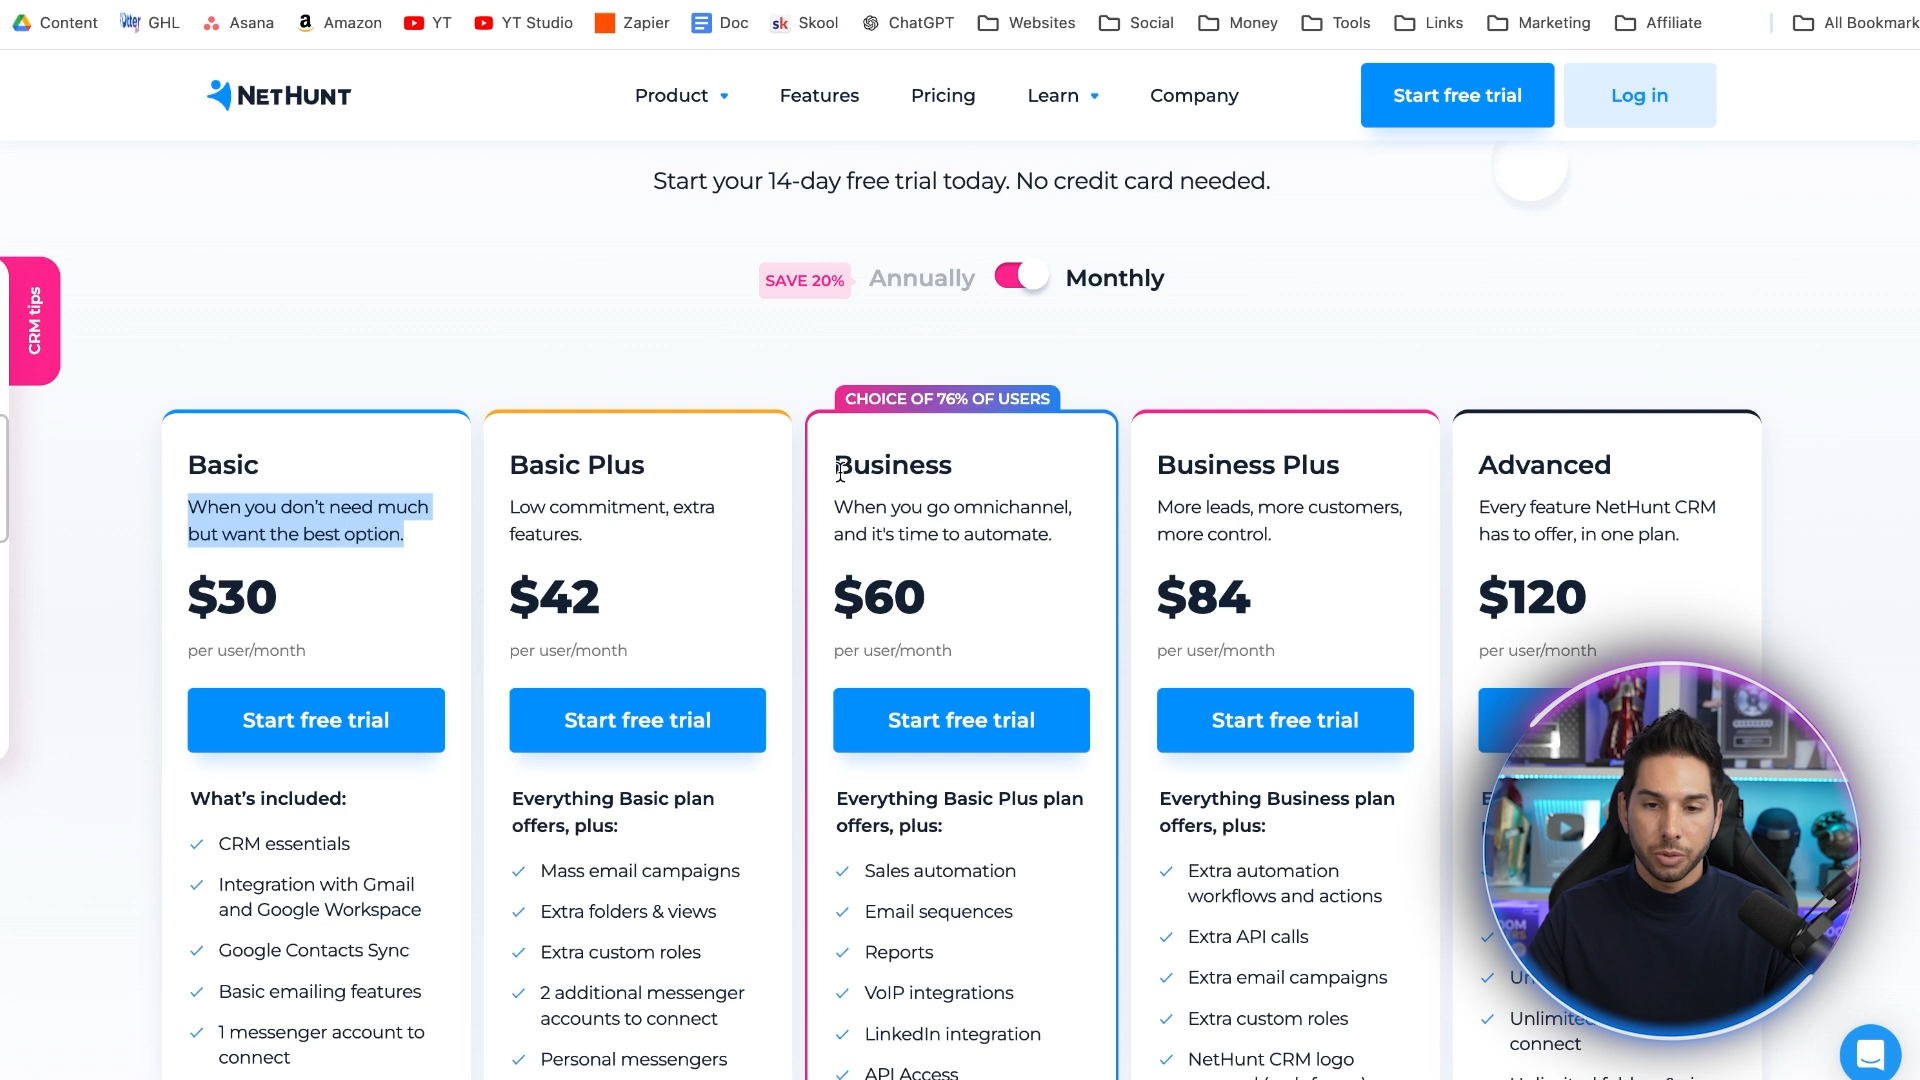 Content
GHL
Asana
Amazon
YT
YT Studio
Zapier
Doc
Skool
ChatGPT
Websites
Social
Money
Tools
Links
Marketing
Affiliate
All Bookmark
NETHUNT
Product
Features
Pricing
Learn
Company
Start free trial
Log in
Start your 14-day free trial today. No credit card needed.
SAVE 20%
Annually
Monthly
CRM tips
CHOICE OF 76% OF USERS
Basic
When you don't need much
but want the best option.
$30
per user/month
Start free trial
What's included:
CRM essentials
Integration with Gmail
and Google Workspace
Google Contacts Sync
Basic emailing features
1 messenger account to
connect
Basic Plus
Low commitment, extra
features.
$42
per user/month
Start free trial
Everything Basic plan
offers, plus:
Mass email campaigns
Extra folders & views
Extra custom roles
2 additional messenger
accounts to connect
Personal messengers
Business
When you go omnichannel,
and it's time to automate.
$60
per user/month
Start free trial
Everything Basic Plus plan
offers, plus:
Sales automation
Email sequences
Reports
VoIP integrations
LinkedIn integration
API Access
Business Plus
More leads, more customers,
more control.
$84
per user/month
Start free trial
Everything Business plan
offers, plus:
Extra automation
workflows and actions
Extra API calls
Extra email campaigns
Extra custom roles
NetHunt CRM logo
Advanced
Every feature NetHunt CRM
has to offer, in one plan.
$120
per user/month
connect